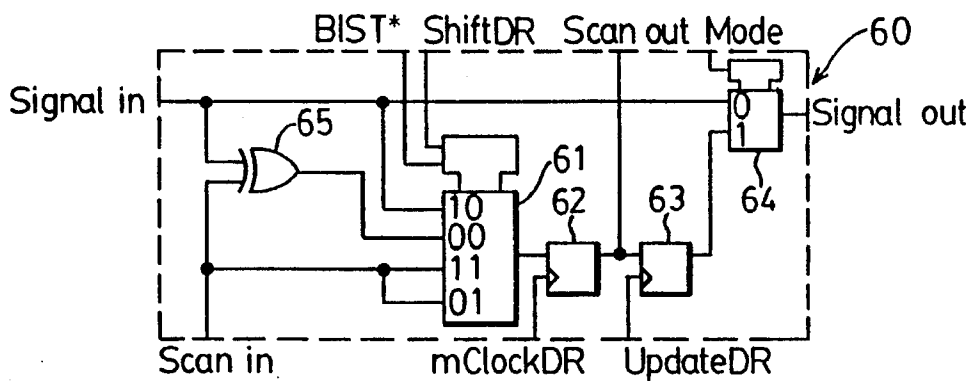 BIST* ShiftDR Scan out Mode
60
Signal in
Signal out
65
0
1
61
62
63
64
10
00
11
01
Scan in
mClockDR
UpdateDR